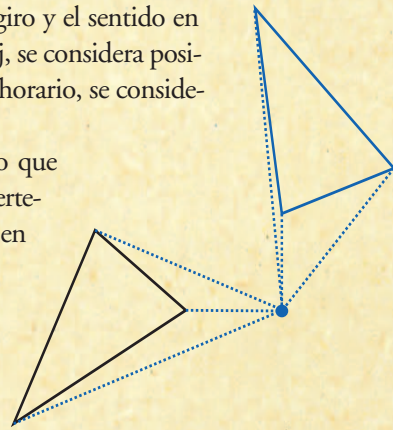 giro y el sentido en
j, se considera posi-
horario, se conside-
o que
erte-
en